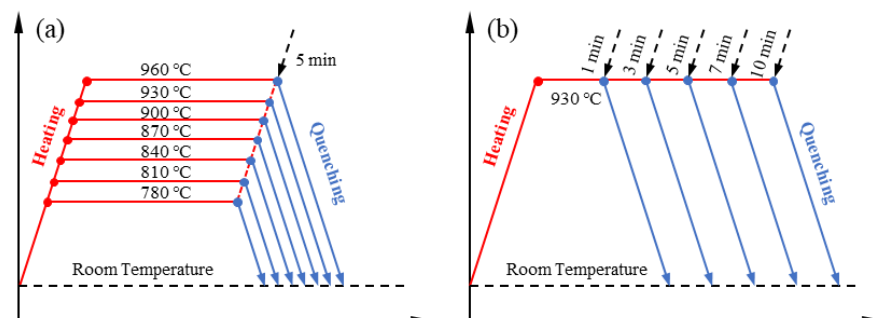 (a)
5 min
960 °C
930 °C
900 °C
870 °C
840 °C
810 °C
780 °C
Heating
Quenching
Room Temperature
(b)
1 min
3 min
5 min
7 min
10 min
930 °C
Heating
Quenching
Room Temperature